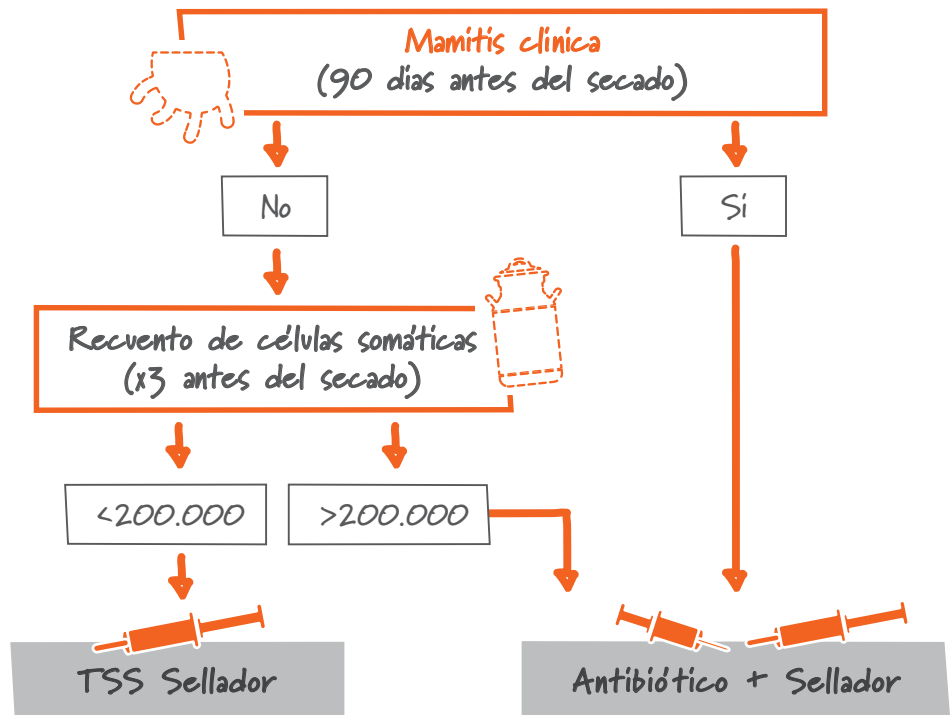 Mamitis clínica
(90 días antes del secado)
No
Sí
Recuento de células somáticas
(x3 antes del secado)
<200.000
>200.000
TSS Sellador
Antibiótico + Sellador